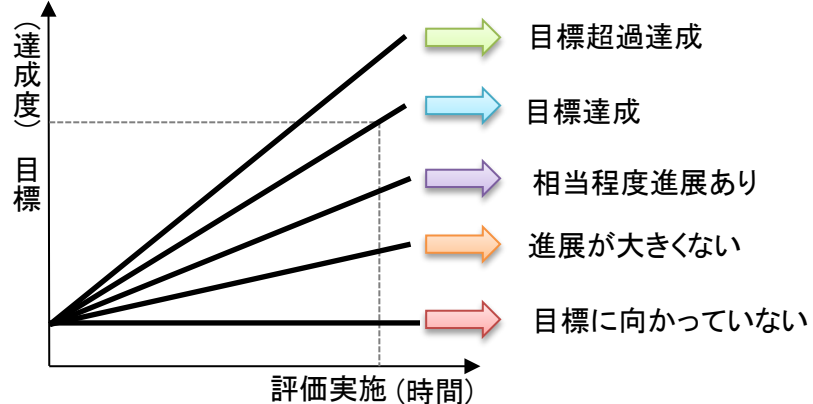 (達成度) 目標
目標超過達成
目標達成
相当程度進展あり
進展が大きくない
目標に向かっていない
評価実施 (時間)